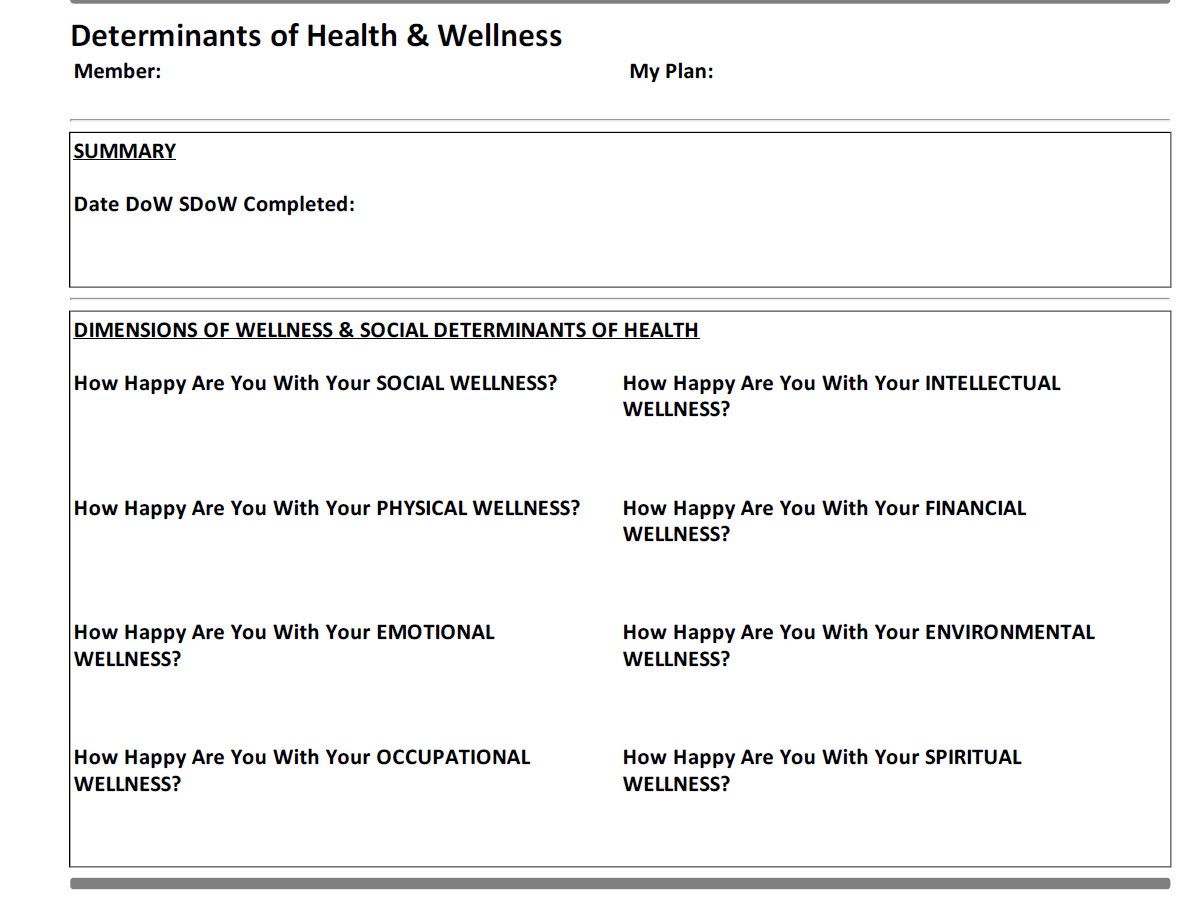 Determinants of Health & Wellness
Member:
My Plan:
SUMMARY
Date DoW SDoW Completed:
DIMENSIONS OF WELLNESS & SOCIAL DETERMINANTS OF HEALTH
How Happy Are You With Your SOCIAL WELLNESS?
How Happy Are You With Your INTELLECTUAL
WELLNESS?
How Happy Are You With Your PHYSICAL WELLNESS?
How Happy Are You With Your FINANCIAL
WELLNESS?
How Happy Are You With Your EMOTIONAL
WELLNESS?
How Happy Are You With Your ENVIRONMENTAL
WELLNESS?
How Happy Are You With Your OCCUPATIONAL
WELLNESS?
How Happy Are You With Your SPIRITUAL
WELLNESS?